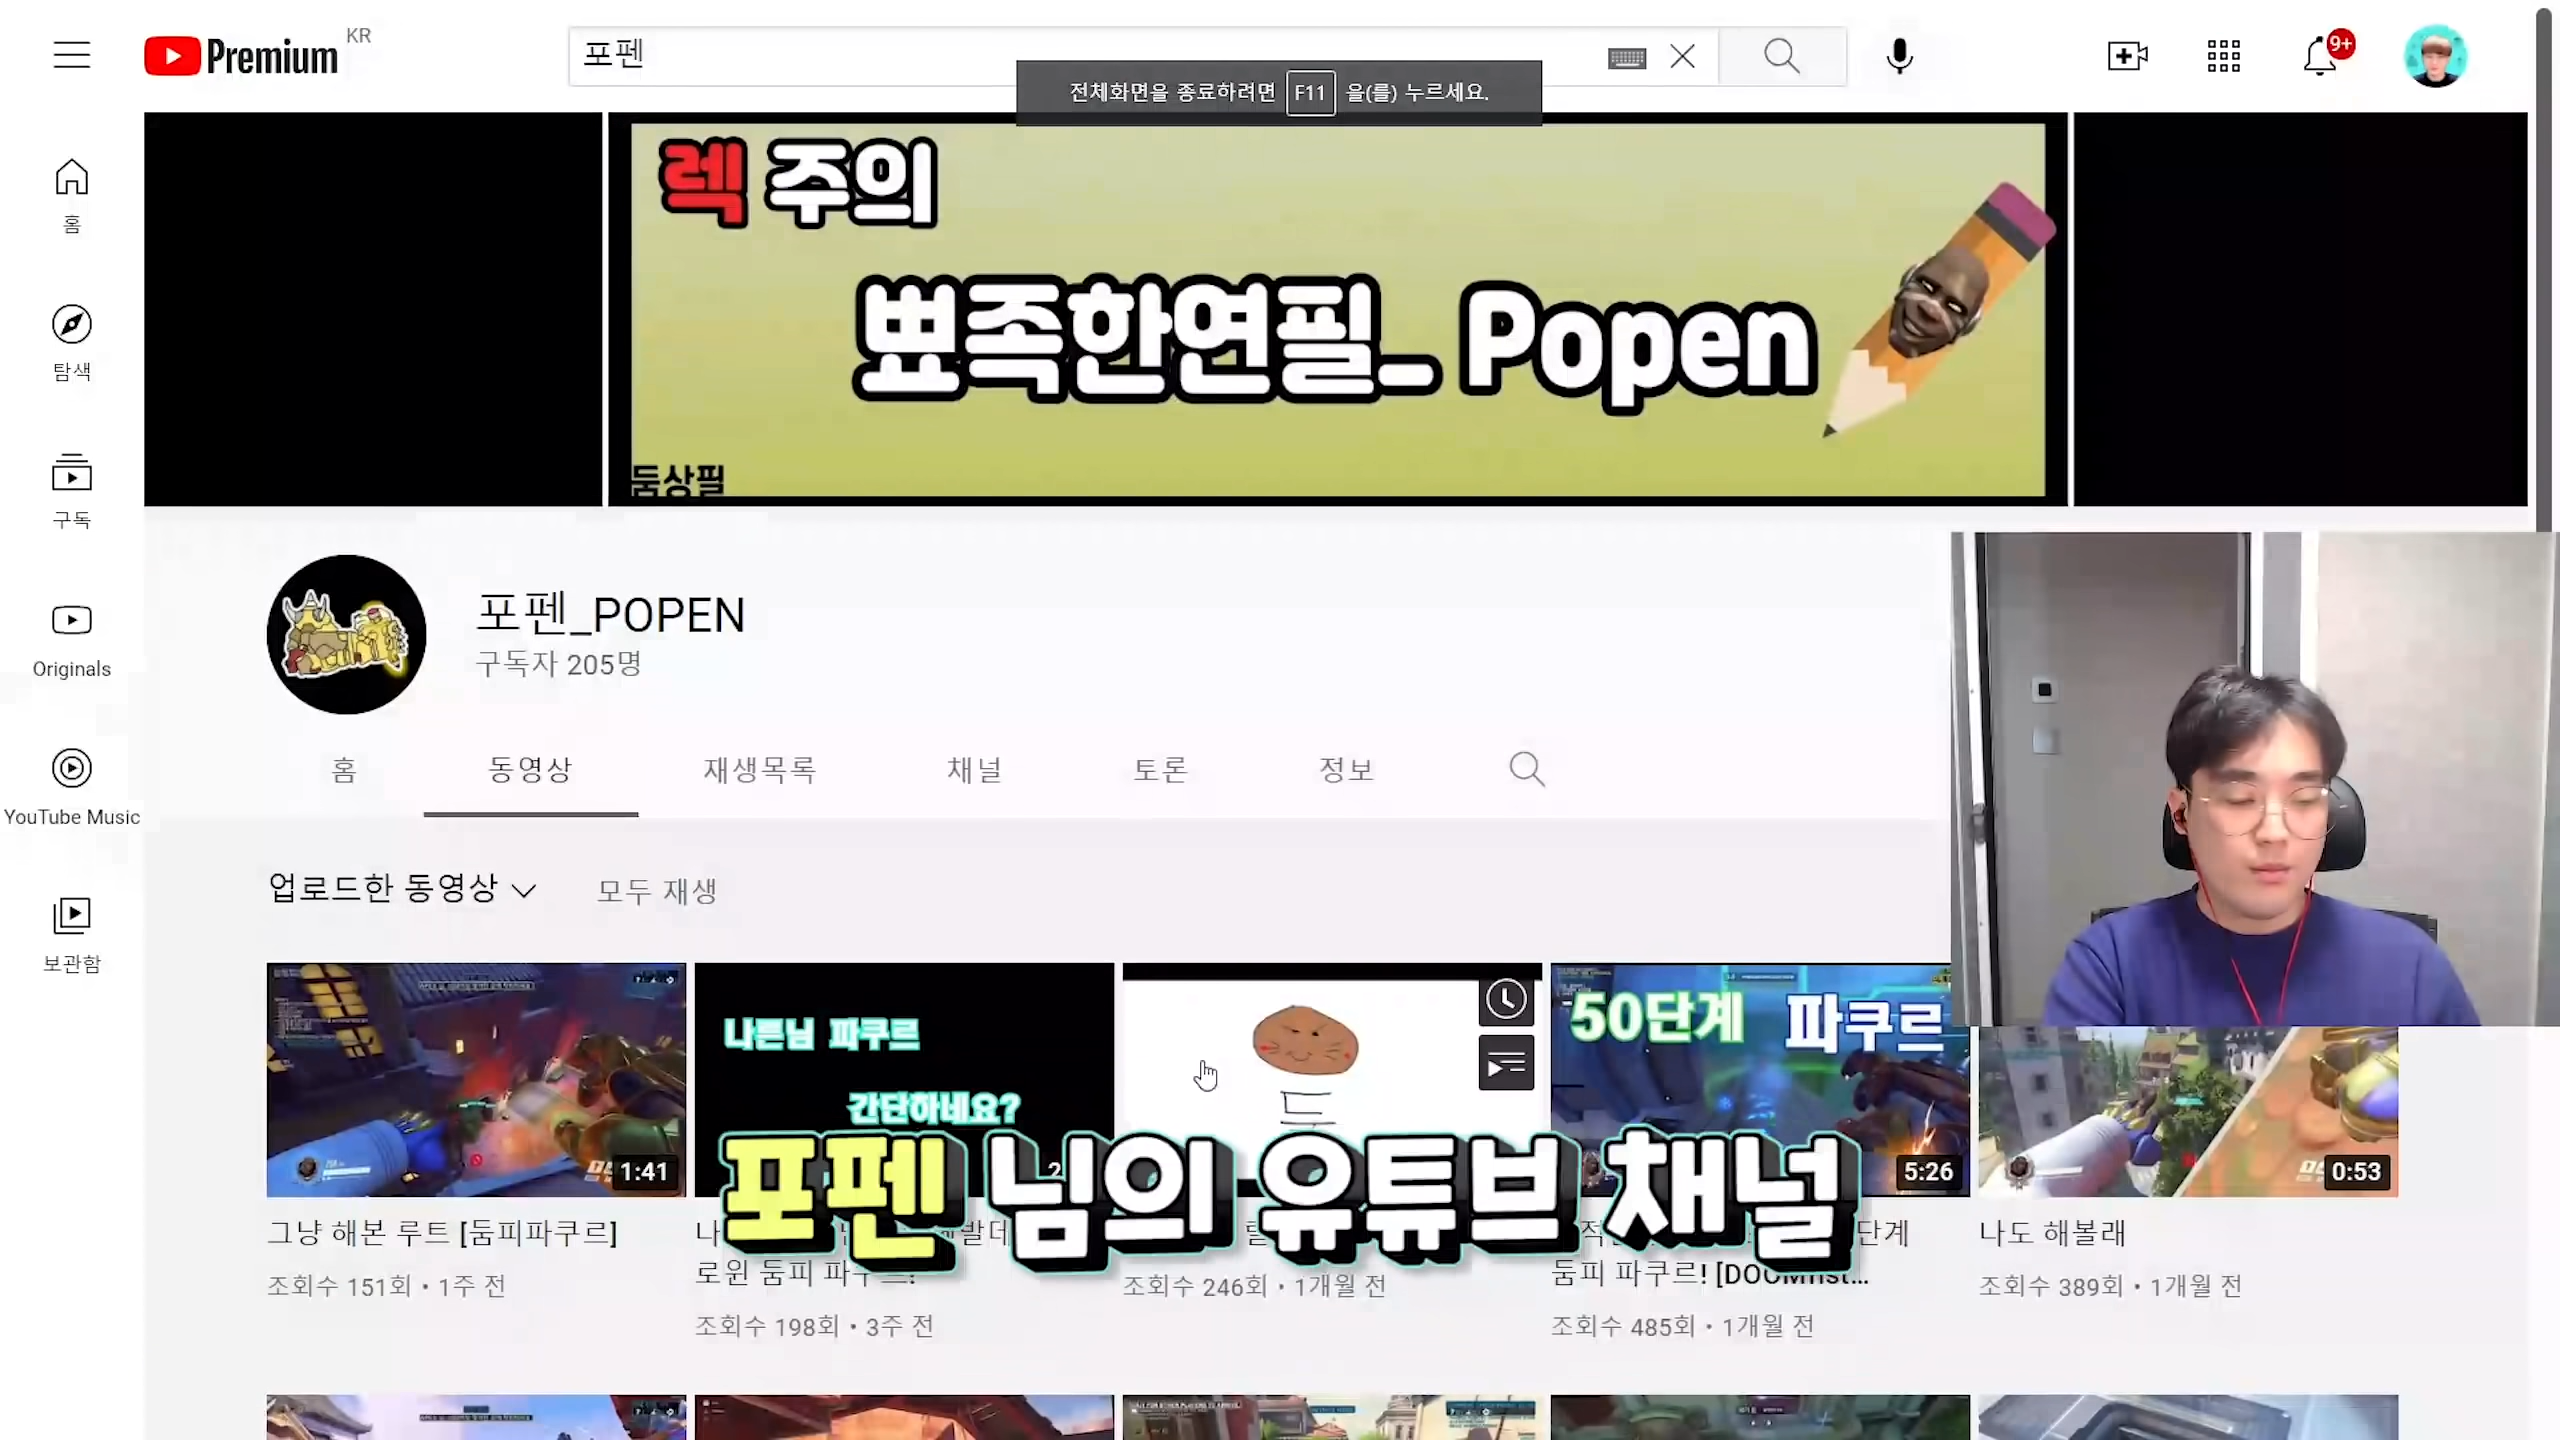 Premium KR
포펜
9+
전체화면을 종료하려면 F11 을(를) 누르세요.
렉 주의
뾰족한연필_ Popen
둠상필
홈
탐색
구독
Originals
YouTube Music
보관함
포펜_POPEN
구독자 205명
홈
동영상
재생목록
채널
토론
정보
업로드한 동영상
모두 재생
나른님 파쿠르
간단하네요?
50단계 파쿠르
1:41
5:26
0:53
포펜 님의 유튜브 채널
그냥 해본 루트 [둠피파쿠르]
조회수 151회 • 1주 전
로윈 둠피 파쿠르!
조회수 198회 • 3주 전
조회수 246회 • 1개월 전
단계
둠피 파쿠르! [DOOMfist...
조회수 485회 • 1개월 전
나도 해볼래
조회수 389회 • 1개월 전